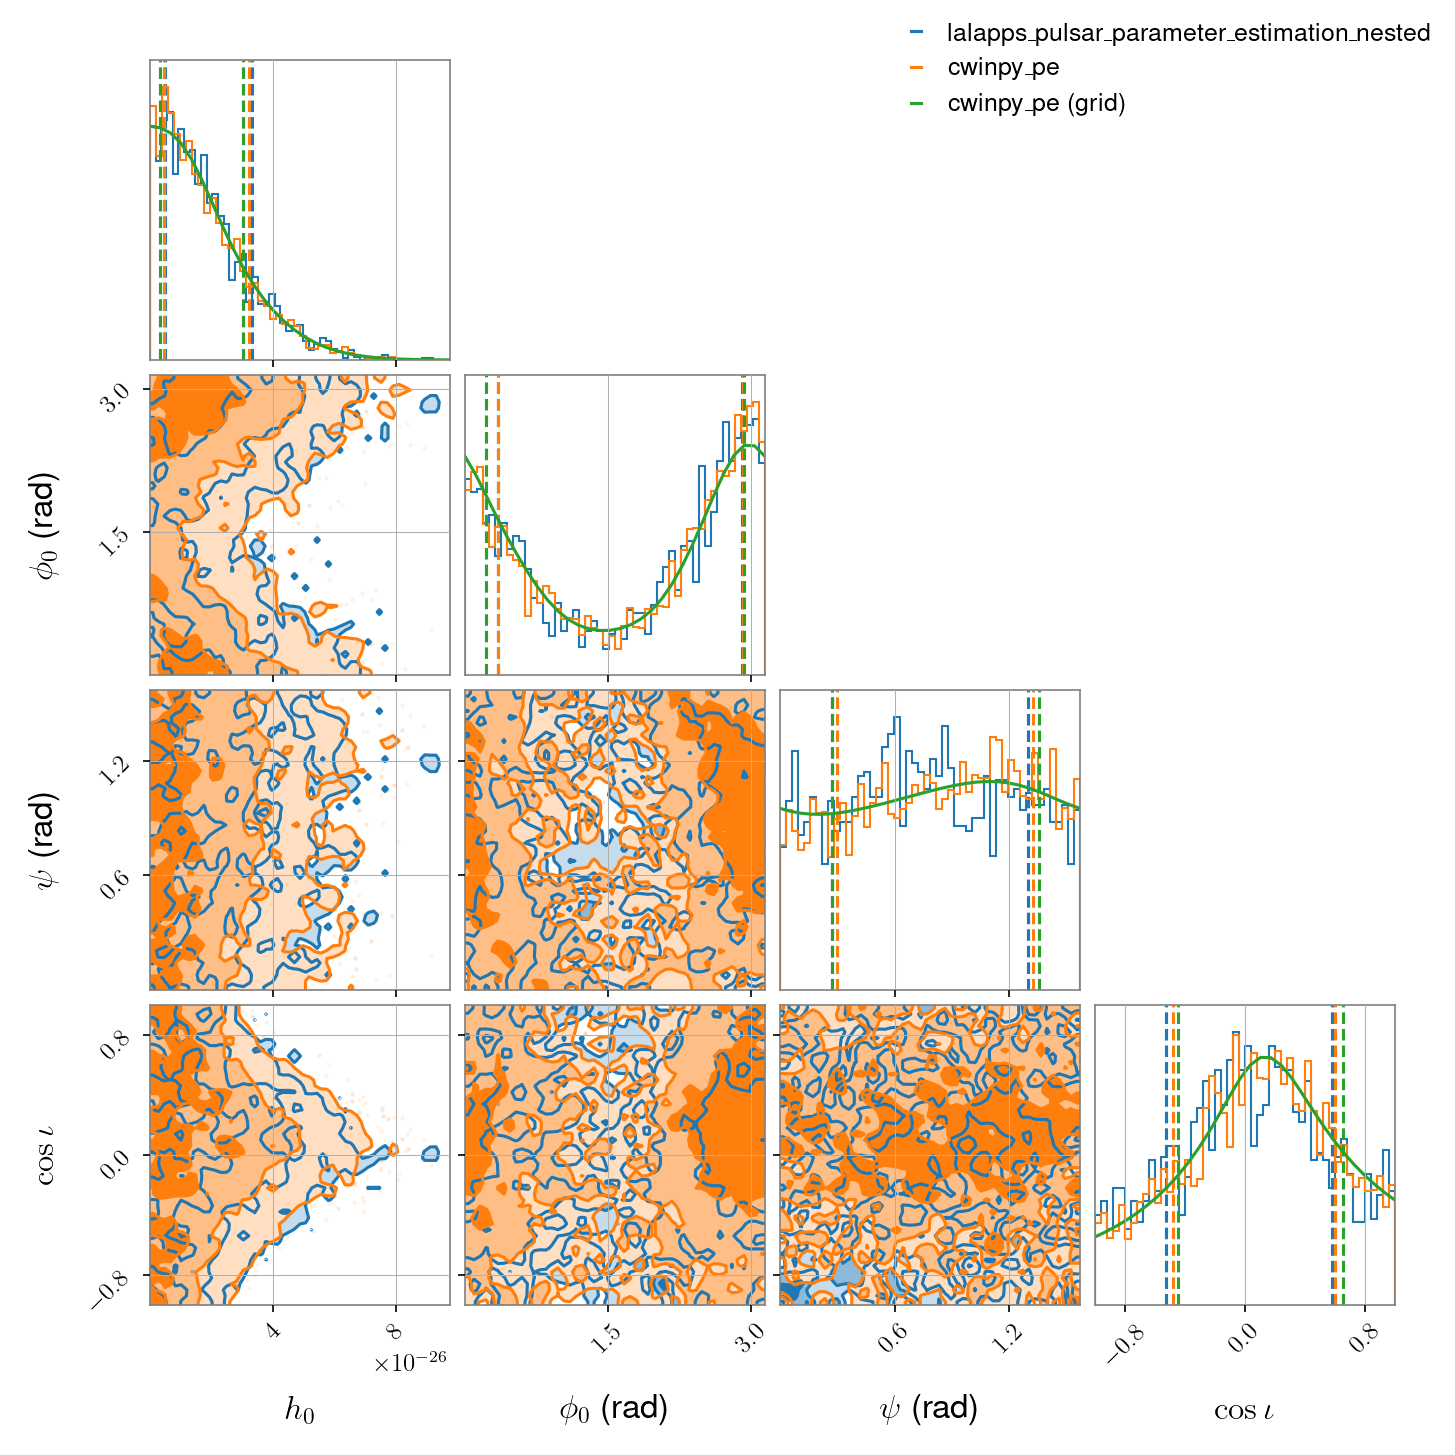 lalapps_pulsar_parameter_estimation_nested
cwinpy_pe
cwinpy_pe (grid)
3.0
1.5
ϕ₀ (rad)
1.2
0.6
ψ (rad)
0.8
0.0
−0.8
cos ι
4
8
×10⁻²⁶
1.5
3.0
0.6
1.2
−0.8
0.0
0.8
h₀
ϕ₀ (rad)
ψ (rad)
cos ι